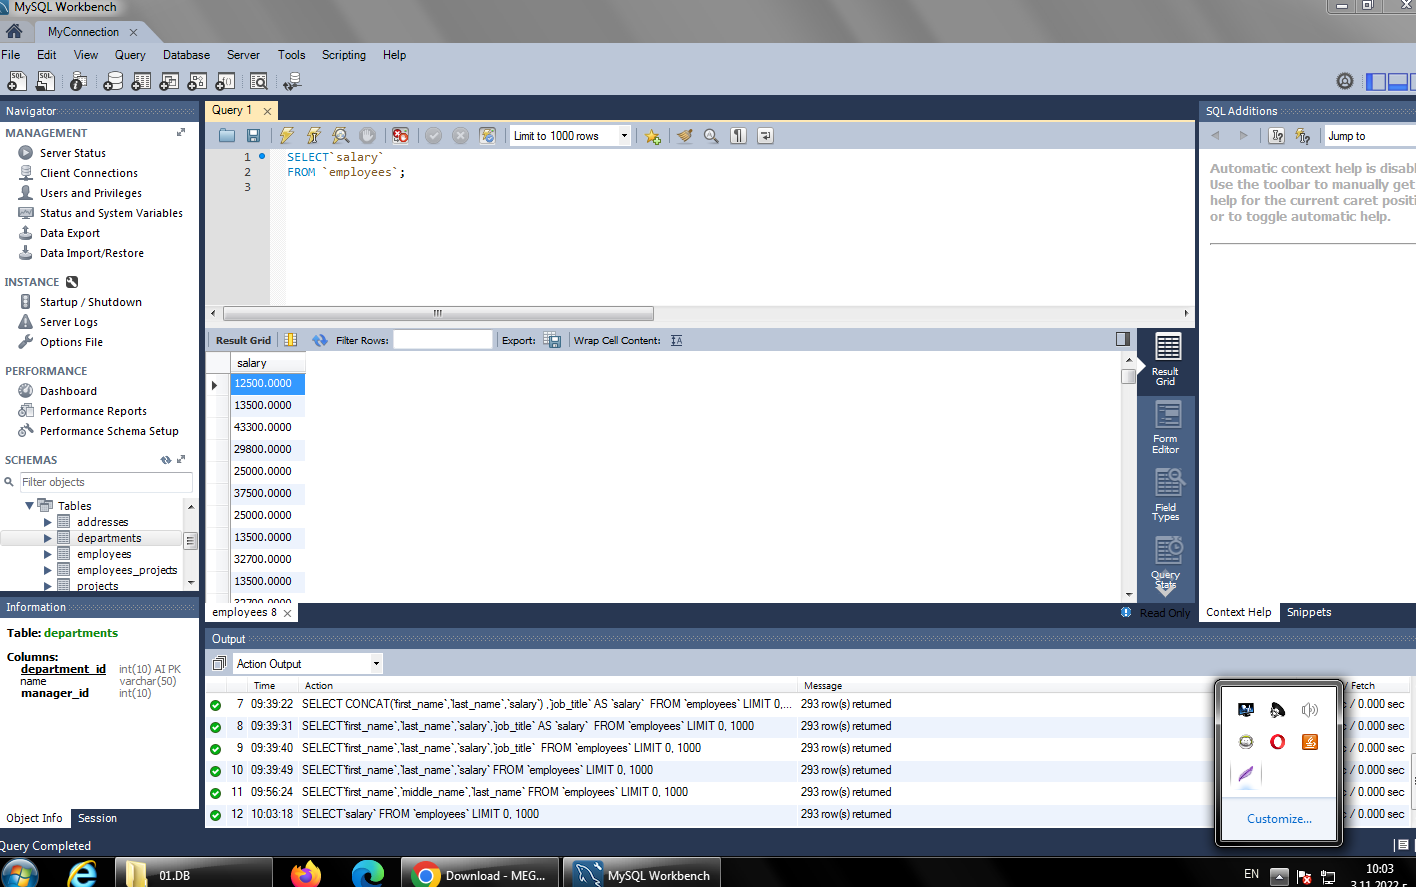 MySQL Workbench
MyConnection
File Edit View Query Database Server Tools Scripting Help
Navigator
MANAGEMENT
Server Status
Client Connections
Users and Privileges
Status and System Variables
Data Export
Data Import/Restore
INSTANCE
Startup / Shutdown
Server Logs
Options File
PERFORMANCE
Dashboard
Performance Reports
Performance Schema Setup
SCHEMAS
Filter objects
Tables
addresses
departments
employees
employees_projects
projects
Information
Table: departments
Columns:
department_id int(10) AI PK
name varchar(50)
manager_id int(10)
Object Info Session
Query Completed
Query 1
Limit to 1000 rows
1 SELECT`salary`
2 FROM `employees`;
3
Result Grid Filter Rows: Export: Wrap Cell Content:
salary
12500.0000
13500.0000
43300.0000
29800.0000
25000.0000
37500.0000
25000.0000
13500.0000
32700.0000
13500.0000
32700.0000
Result
Grid
Form
Editor
Field
Types
Query
Stats
employees 8
Read Only
SQL Additions
Jump to
Automatic context help is disabl
Use the toolbar to manually get
help for the current caret positi
or to toggle automatic help.
Context Help Snippets
Output
Action Output
Time Action Message / Fetch
7 09:39:22 SELECT CONCAT(`first_name`,`last_name`,`salary`) ,`job_title` AS `salary` FROM `employees` LIMIT 0,... 293 row(s) returned c / 0.000 sec
8 09:39:31 SELECT`first_name`,`last_name`,`salary`,`job_title` AS `salary` FROM `employees` LIMIT 0, 1000 293 row(s) returned c / 0.000 sec
9 09:39:40 SELECT`first_name`,`last_name`,`salary`,`job_title` FROM `employees` LIMIT 0, 1000 293 row(s) returned c / 0.000 sec
10 09:39:49 SELECT`first_name`,`last_name`,`salary` FROM `employees` LIMIT 0, 1000 293 row(s) returned c / 0.000 sec
11 09:56:24 SELECT`first_name`,`middle_name`,`last_name` FROM `employees` LIMIT 0, 1000 293 row(s) returned c / 0.000 sec
12 10:03:18 SELECT`salary` FROM `employees` LIMIT 0, 1000 293 row(s) returned c / 0.000 sec
Customize...
01.DB
Download - MEG...
MySQL Workbench
EN
10:03
3.11.2022 г.